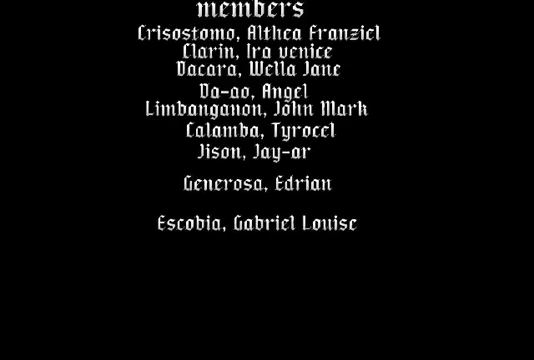 members
Crisostomo, Althea Franziel
Clarin, Ira venice
Dacara, Wella Jane
Da-ao, Angel
Limbanganon, John Mark
Calamba, Tyrocel
Jison, Jay-ar
Generosa, Edrian
Escobia, Gabriel Louise